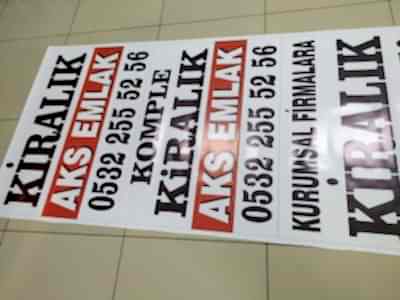 KİRALIK
AKS EMLAK
0532 255 52 56
KOMPLE
KİRALIK
AKS EMLAK
0532 255 52 56
KURUMSAL FİRMALARA
KİRALIK